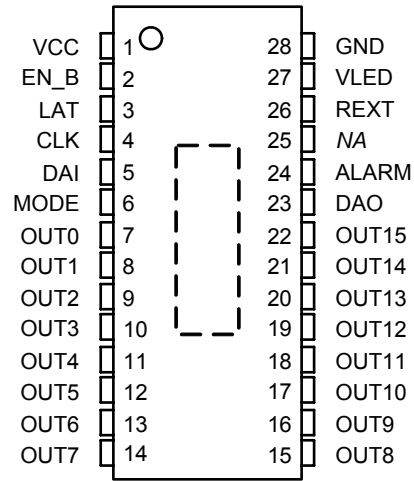 VCC 1 28 GND
EN_B 2 27 VLED
LAT 3 26 REXT
CLK 4 25 NA
DAI 5 24 ALARM
MODE 6 23 DAO
OUT0 7 22 OUT15
OUT1 8 21 OUT14
OUT2 9 20 OUT13
OUT3 10 19 OUT12
OUT4 11 18 OUT11
OUT5 12 17 OUT10
OUT6 13 16 OUT9
OUT7 14 15 OUT8